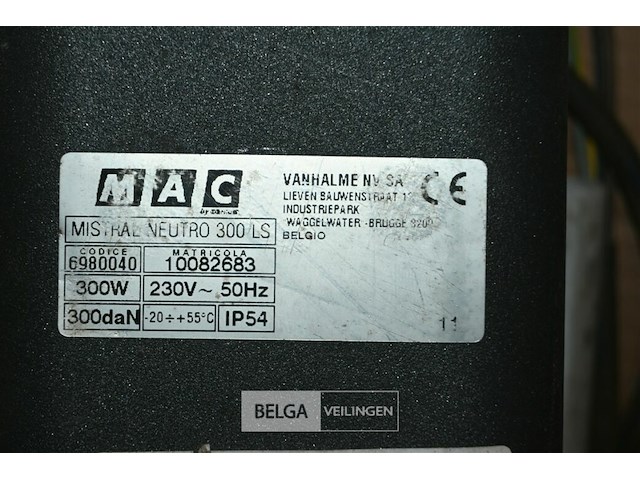 MAC
by
MISTRAL NEUTRO 300 LS
CODICE MATRICOLA
6980040 10082683
300W 230V~ 50Hz
300daN -20÷+55°C IP54
VANHALME NV SA
LIEVEN BAUWENSTRAAT
INDUSTRIEPARK
WAGGELWATER -BRUGGE 8200
BELGIO
CE
11
BELGA VEILINGEN